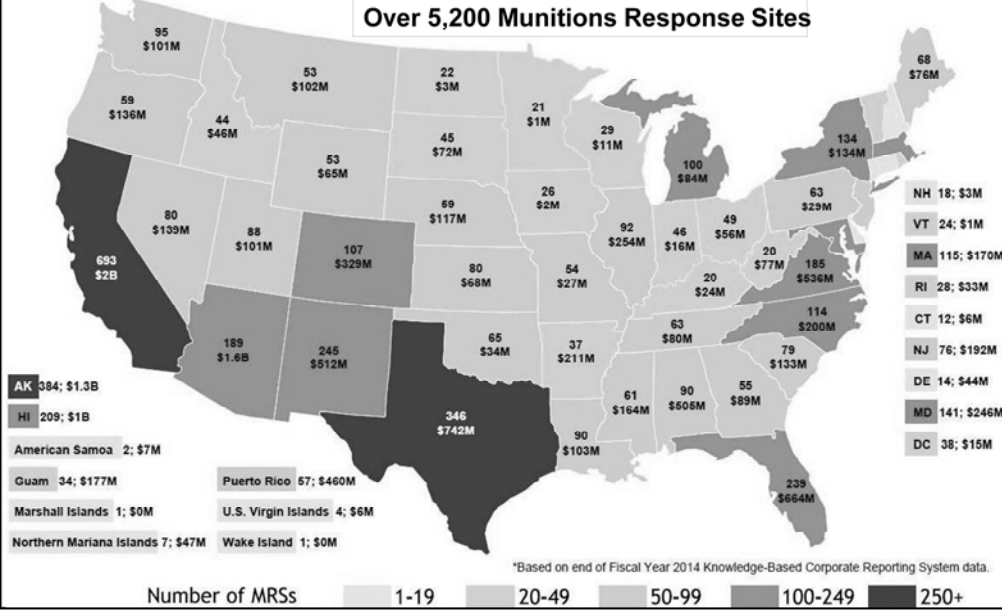 Over 5,200 Munitions Response Sites
95
$101M
53
$102M
22
$3M
21
$1M
68
$76M
59
$136M
44
$46M
45
$72M
29
$11M
100
$84M
134
$134M
53
$65M
69
$117M
26
$2M
63
$29M
80
$139M
88
$101M
107
$329M
80
$68M
54
$27M
92
$254M
46
$16M
49
$56M
20
$77M
185
$536M
20
$24M
693
$2B
189
$1.6B
245
$512M
65
$34M
37
$211M
63
$80M
114
$200M
79
$133M
346
$742M
90
$103M
61
$164M
90
$505M
55
$89M
239
$664M
NH 18; $3M
VT 24; $1M
MA 115; $170M
RI 28; $33M
CT 12; $6M
NJ 76; $192M
DE 14; $44M
MD 141; $246M
DC 38; $15M
AK 384; $1.3B
HI 209; $1B
American Samoa 2; $7M
Guam 34; $177M
Marshall Islands 1; $0M
Northern Mariana Islands 7; $47M
Puerto Rico 57; $460M
U.S. Virgin Islands 4; $6M
Wake Island 1; $0M
*Based on end of Fiscal Year 2014 Knowledge-Based Corporate Reporting System data.
Number of MRSs 1-19 20-49 50-99 100-249 250+